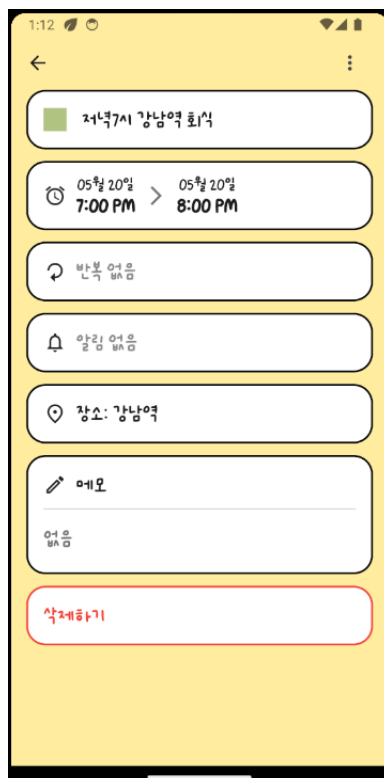 1:12
저녁7시 강남역 회식
05월 20일 05월 20일
7:00 PM 8:00 PM
반복 없음
알림 없음
장소: 강남역
메모
없음
삭제하기